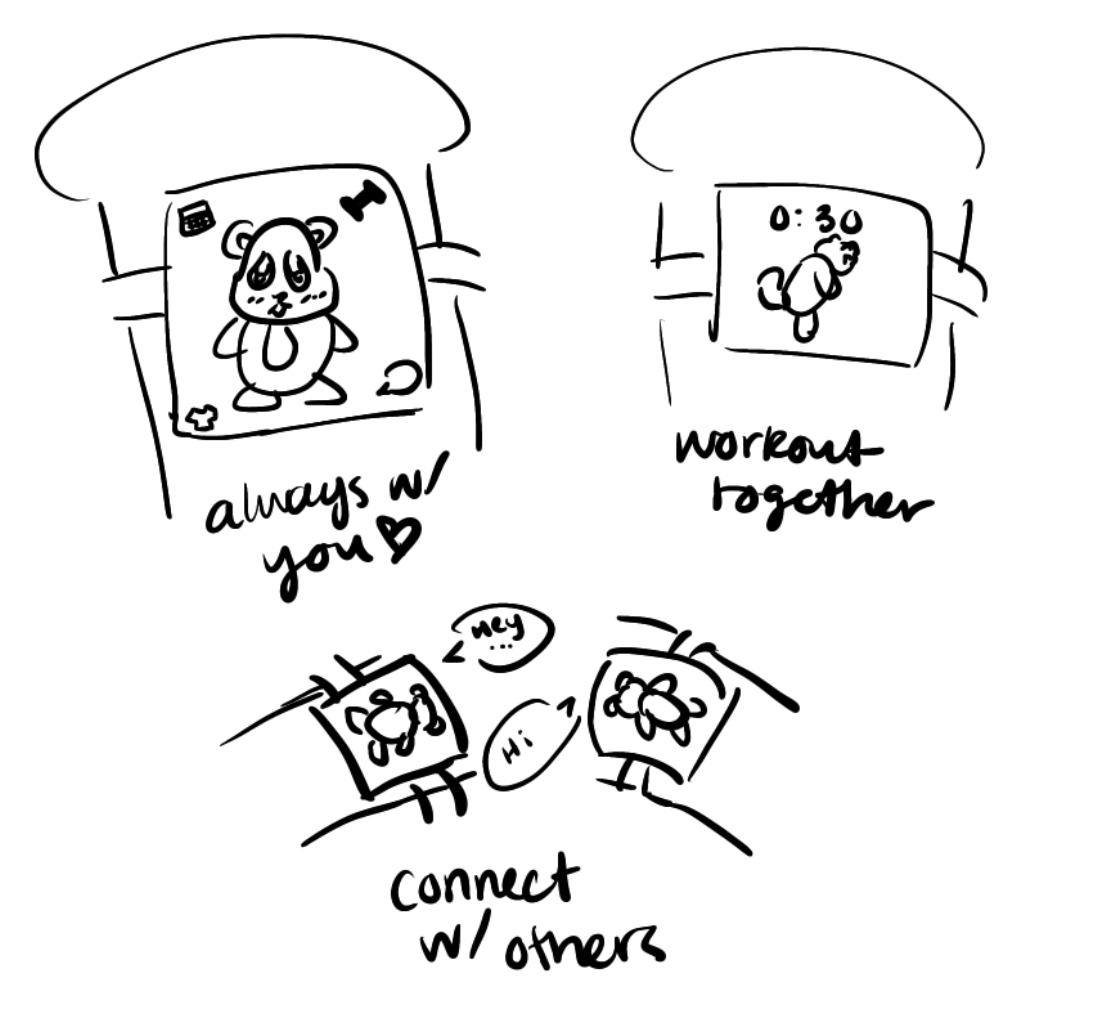 0:30
always w/
you♡
workout
together
Hey
...
Hi
connect
w/ others